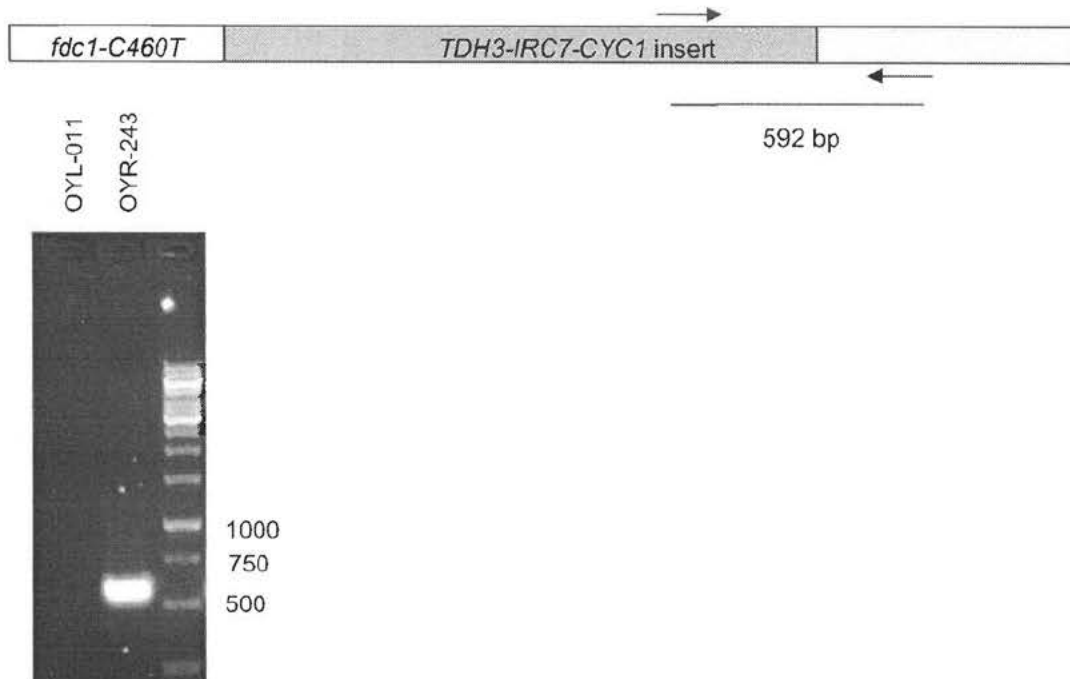 fdc1-C460T TDH3-IRC7-CYC1 insert
592 bp
OYL-011
OYR-243
1000
750
500